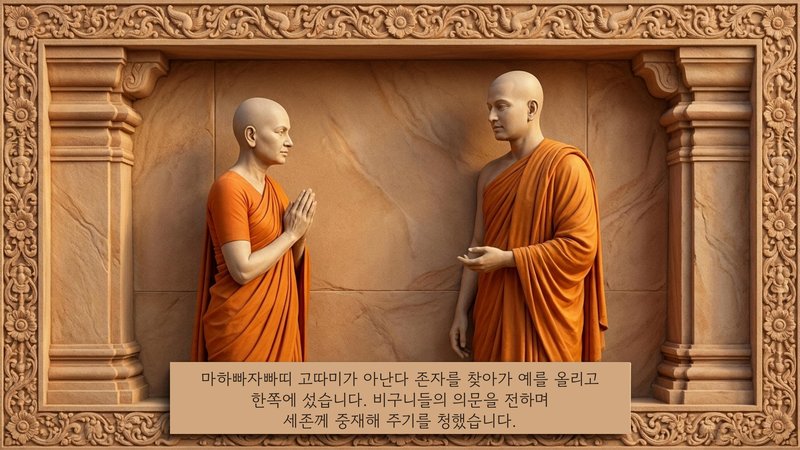 마하빠자빠띠 고따미가 아난다 존자를 찾아가 예를 올리고
한쪽에 섰습니다. 비구니들의 의문을 전하며
세존께 중재해 주기를 청했습니다.